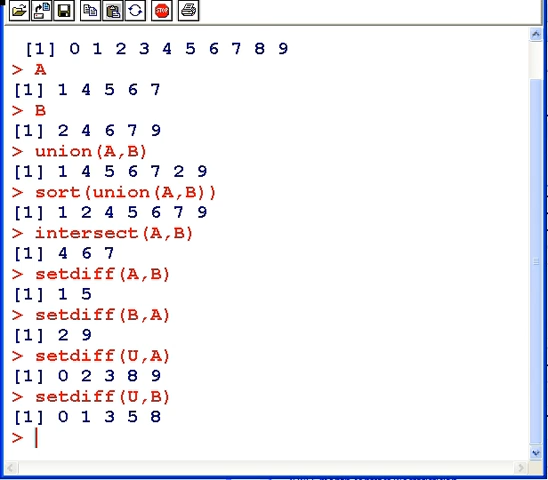 STOP
[1] 0 1 2 3 4 5 6 7 8 9
> A
[1] 1 4 5 6 7
> B
[1] 2 4 6 7 9
> union(A,B)
[1] 1 4 5 6 7 2 9
> sort(union(A,B))
[1] 1 2 4 5 6 7 9
> intersect(A,B)
[1] 4 6 7
> setdiff(A,B)
[1] 1 5
> setdiff(B,A)
[1] 2 9
> setdiff(U,A)
[1] 0 2 3 8 9
> setdiff(U,B)
[1] 0 1 3 5 8
>